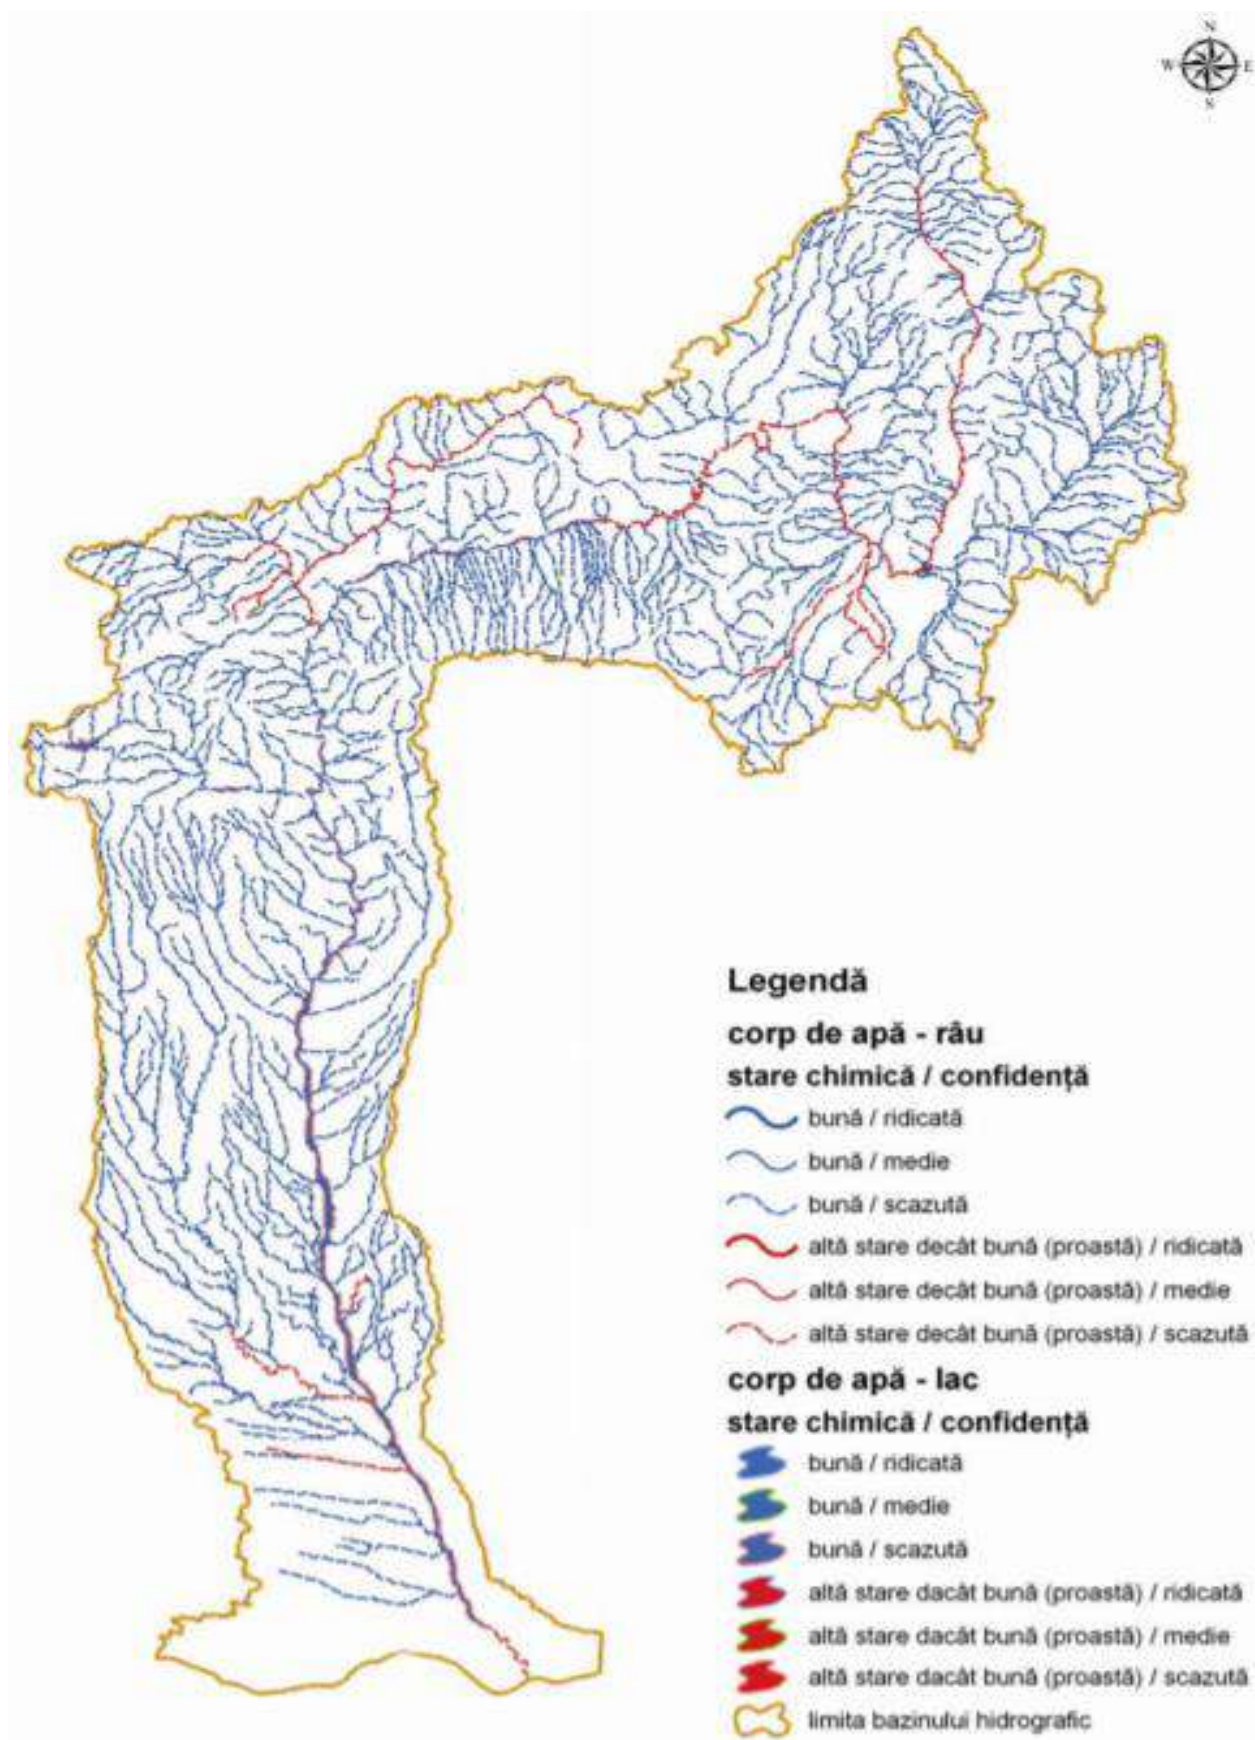 N
W E
S
Legendă
corp de apă - râu
stare chimică / confidență
bună / ridicată
bună / medie
bună / scazută
altă stare decât bună (proastă) / ridicată
altă stare decât bună (proastă) / medie
altă stare decât bună (proastă) / scazută
corp de apă - lac
stare chimică / confidență
bună / ridicată
bună / medie
bună / scazută
altă stare dacât bună (proastă) / ridicată
altă stare dacât bună (proastă) / medie
altă stare dacât bună (proastă) / scazută
limita bazinului hidrografic